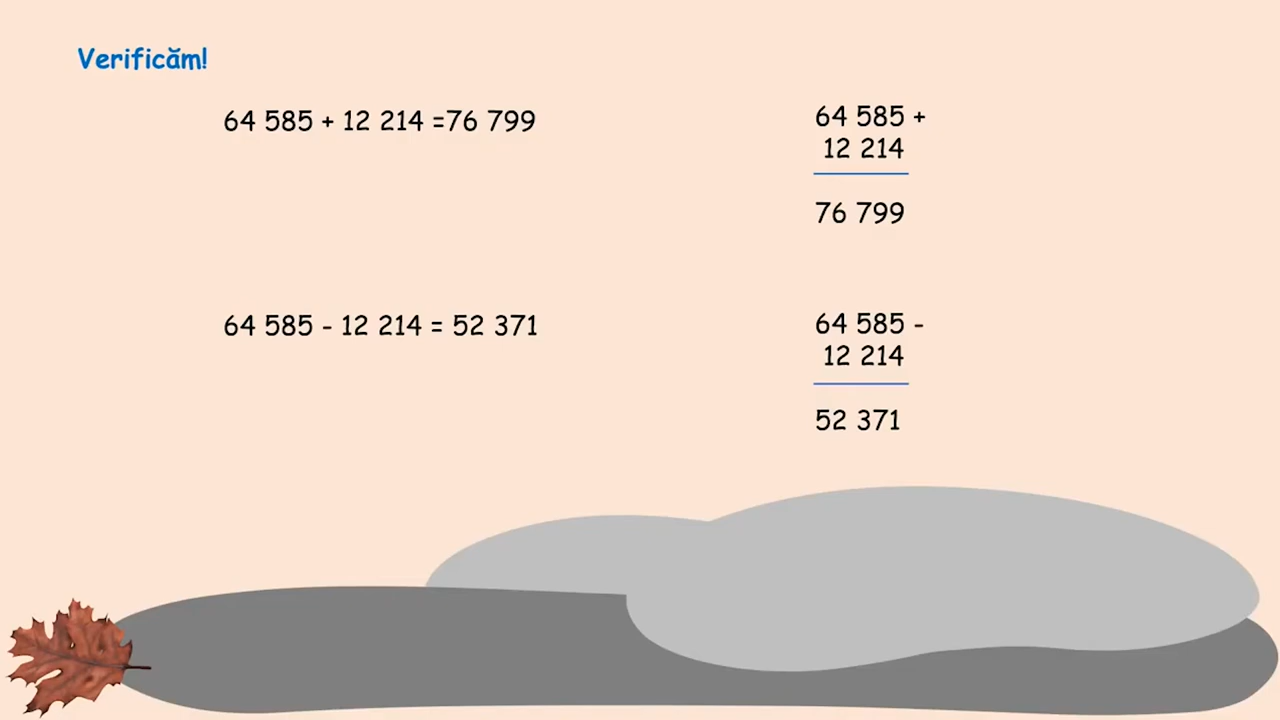 Verificăm!
64 585 + 12 214 =76 799
64 585 +
12 214
76 799
64 585 - 12 214 = 52 371
64 585 -
12 214
52 371